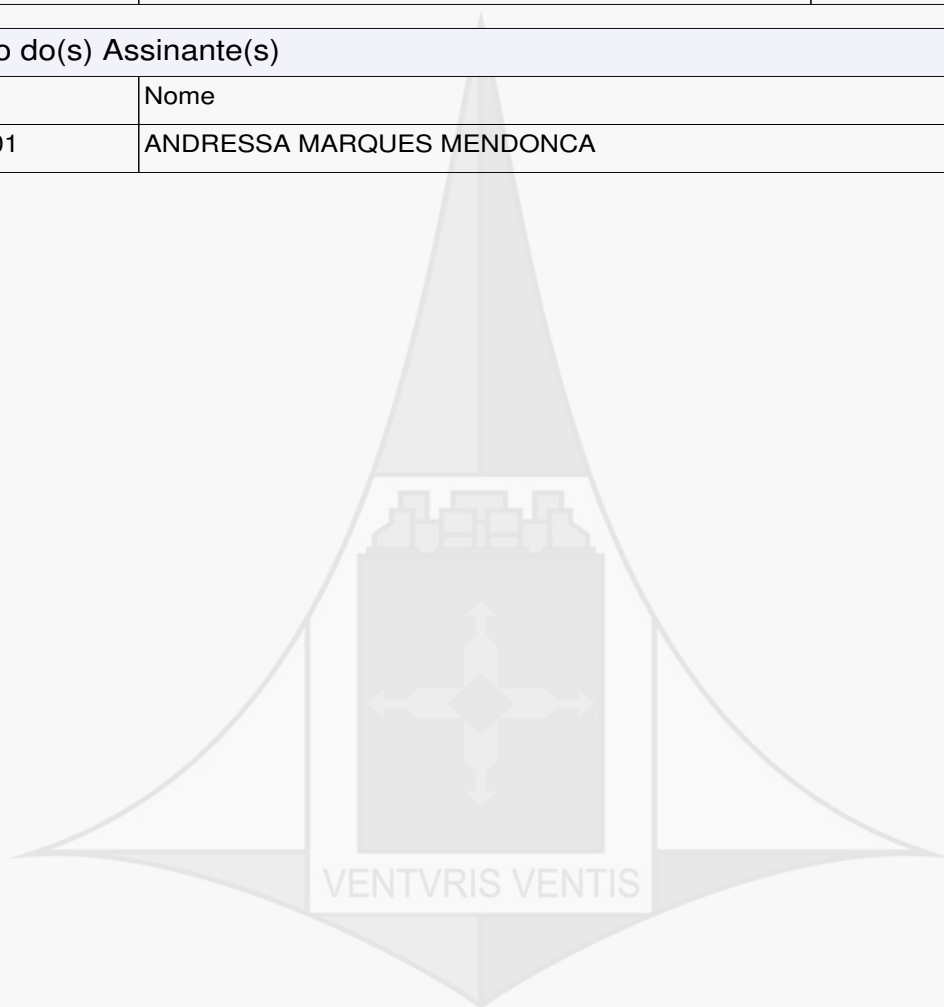 o do(s) Assinante(s)
Nome
01 ANDRESSA MARQUES MENDONCA
VENTVRIS VENTIS